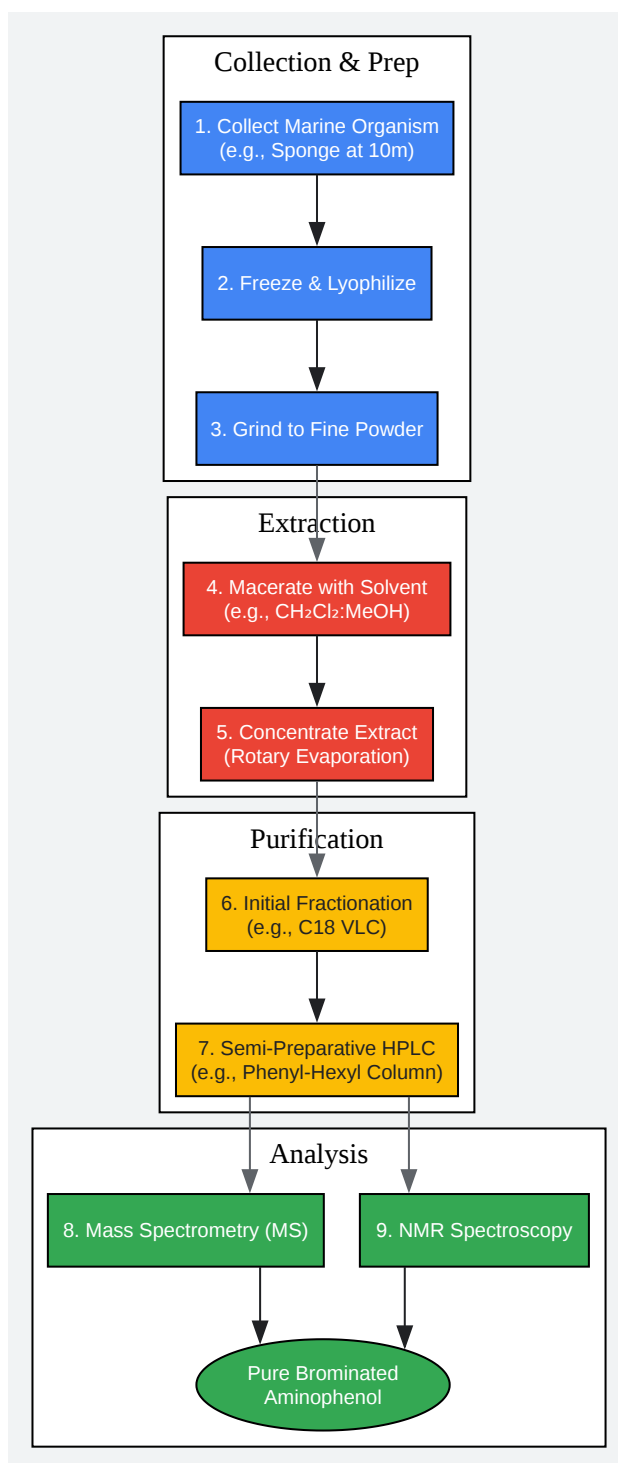 Collection & Prep
1. Collect Marine Organism
(e.g., Sponge at 10m)
2. Freeze & Lyophilize
3. Grind to Fine Powder
Extraction
4. Macerate with Solvent
(e.g., CH₂Cl₂:MeOH)
5. Concentrate Extract
(Rotary Evaporation)
Purification
6. Initial Fractionation
(e.g., C18 VLC)
7. Semi-Preparative HPLC
(e.g., Phenyl-Hexyl Column)
Analysis
8. Mass Spectrometry (MS)
9. NMR Spectroscopy
Pure Brominated
Aminophenol